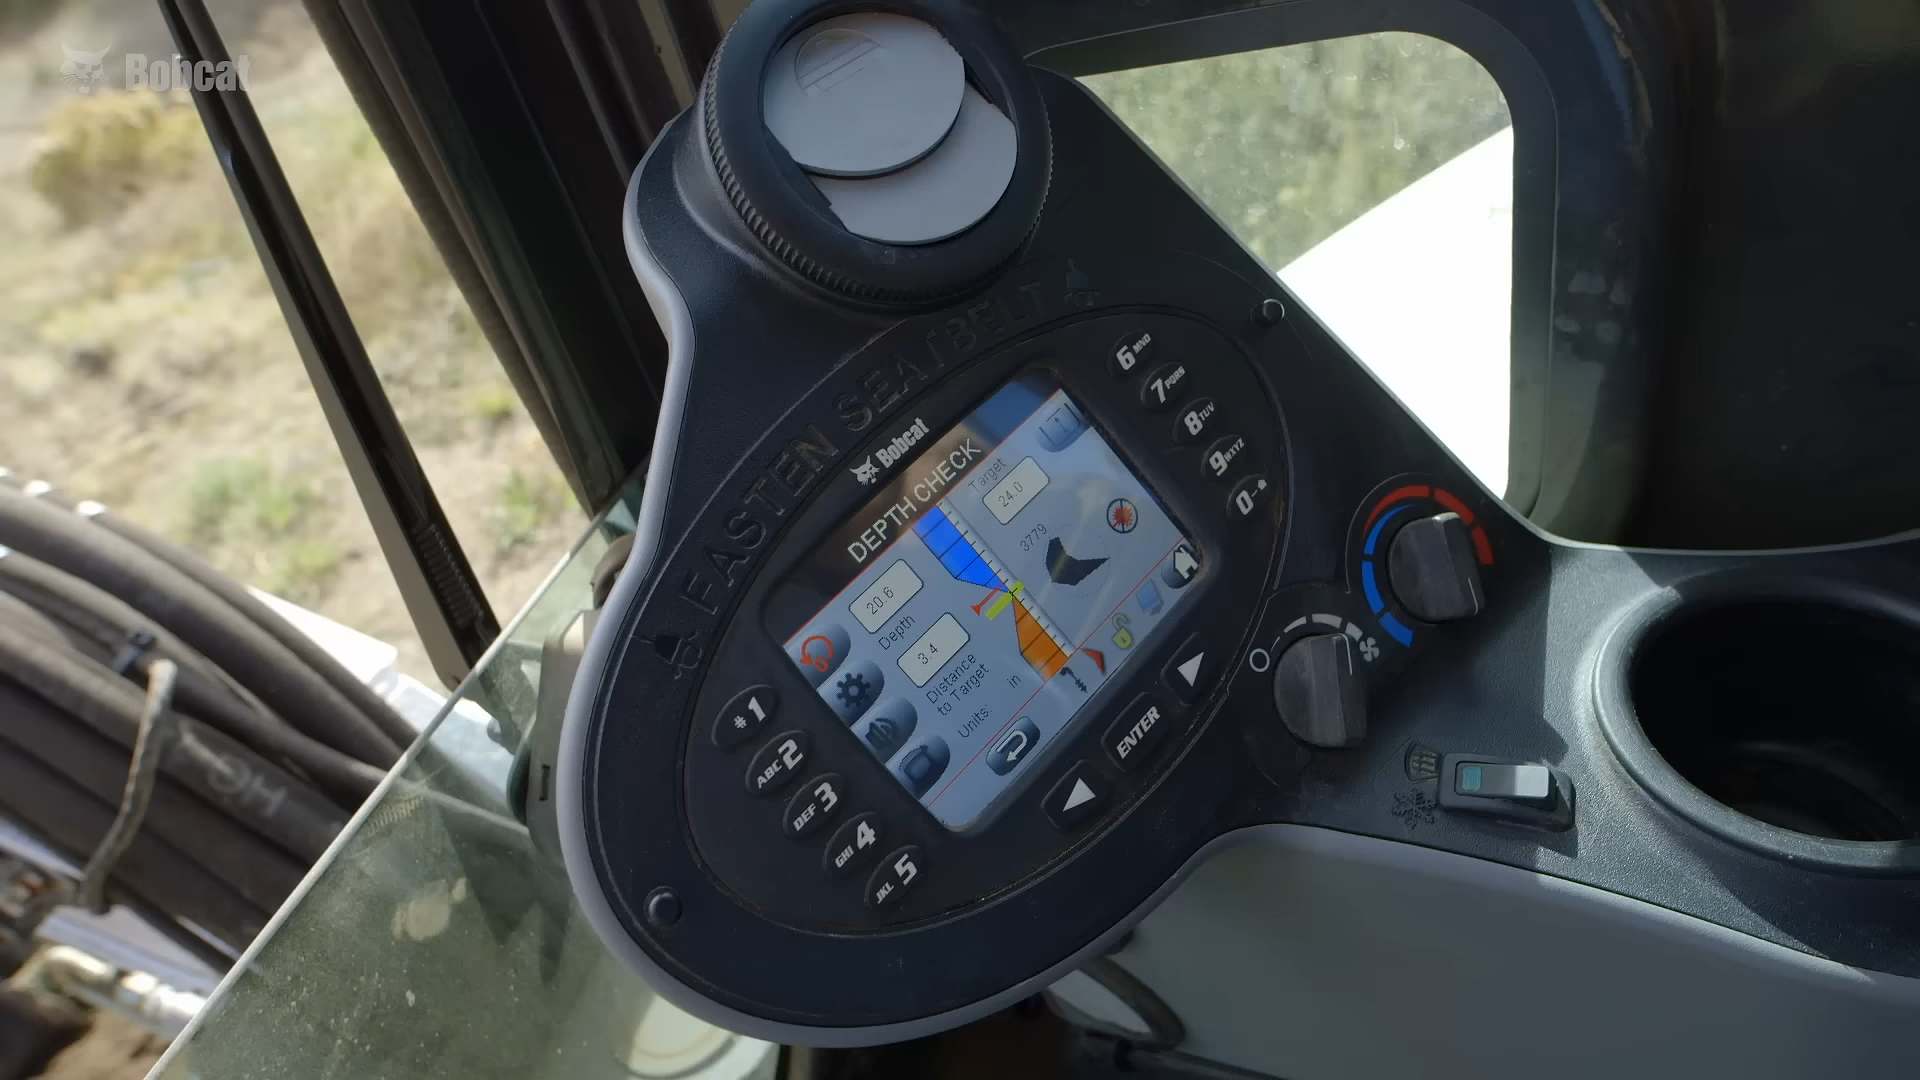 Bobcat
FASTEN SEATBELT
Bobcat
DEPTH CHECK
Target
24.0
3779
20.6
Depth
3.4
Distance
to Target
Units: in
#1
ABC 2
DEF 3
GHI 4
JKL 5
6 MNO
7 PQRS
8 TUV
9 WXYZ
0
ENTER